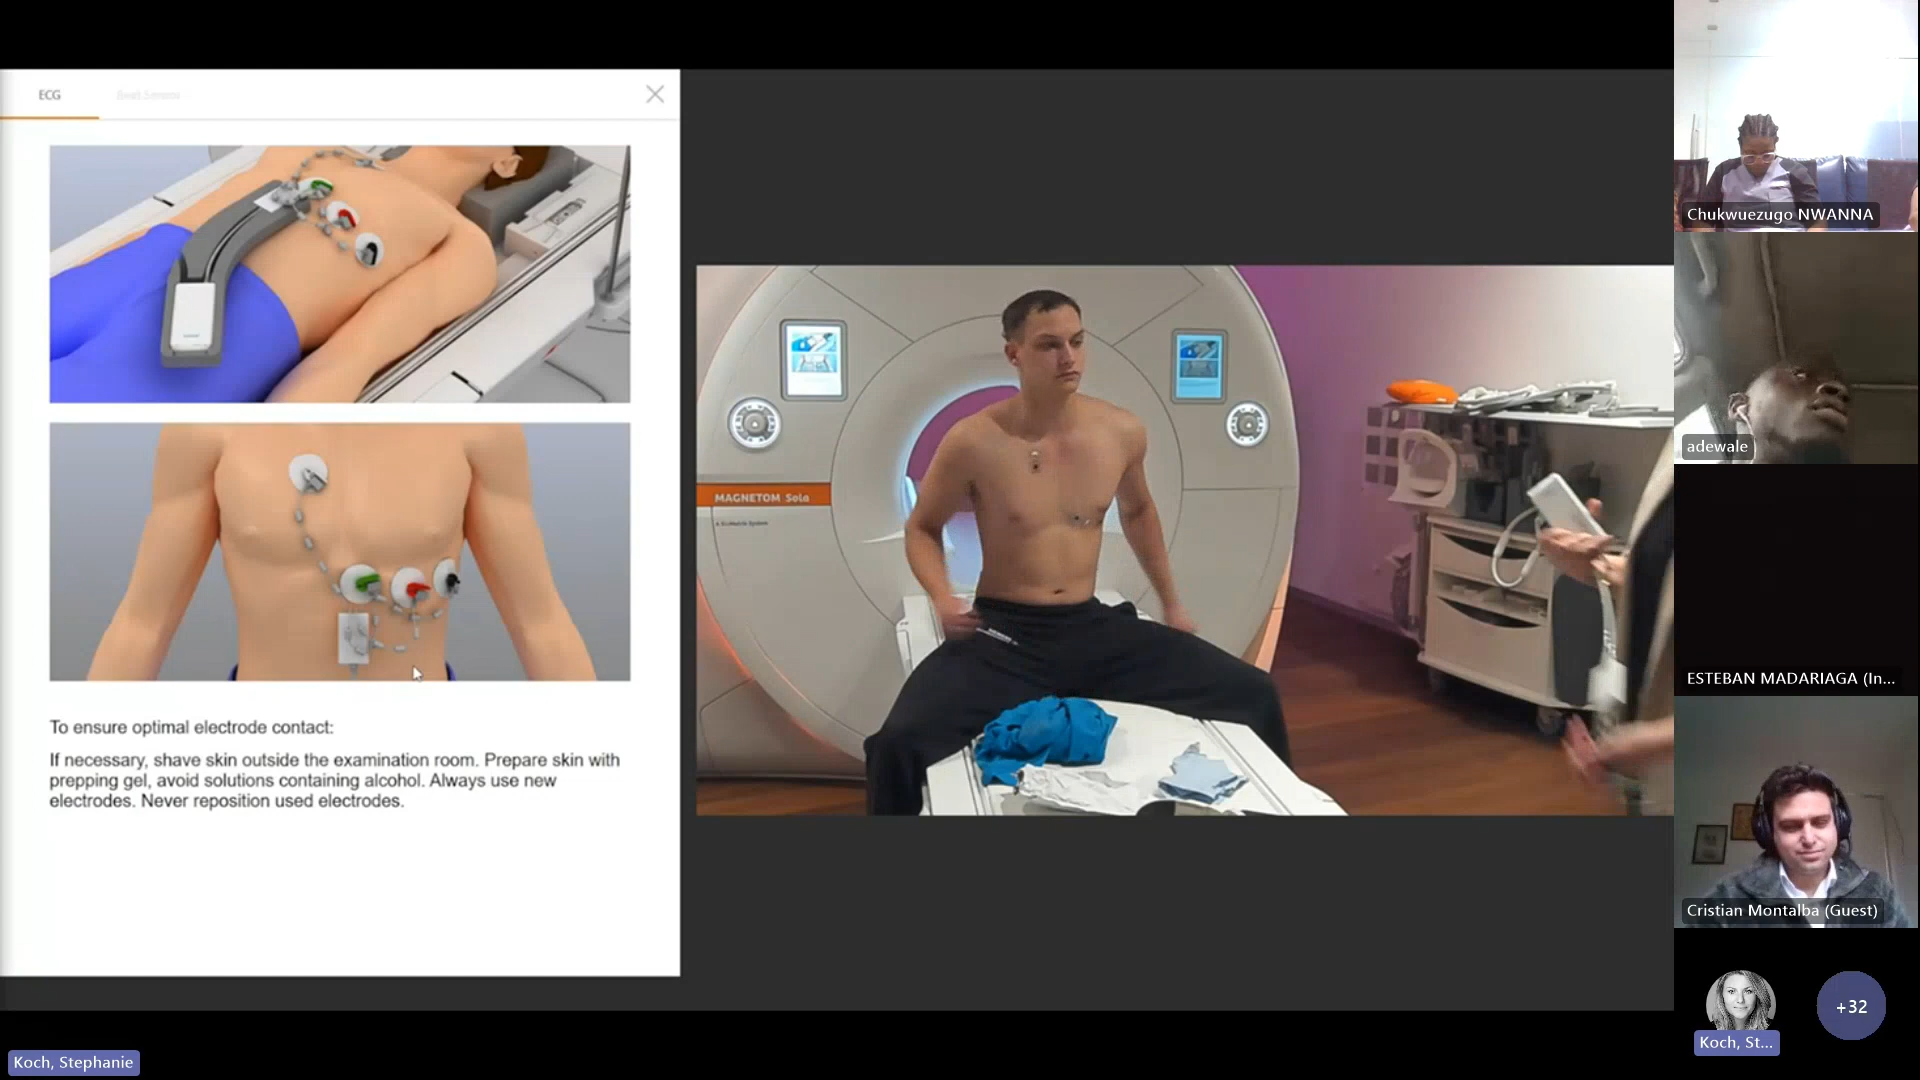 ECG
To ensure optimal electrode contact:
If necessary, shave skin outside the examination room. Prepare skin with
prepping gel, avoid solutions containing alcohol. Always use new
electrodes. Never reposition used electrodes.
MAGNETOM Sola
Chukwuezugo NWANNA
adewale
ESTEBAN MADARIAGA (In...
Cristian Montalba (Guest)
+32
Koch, St...
Koch, Stephanie